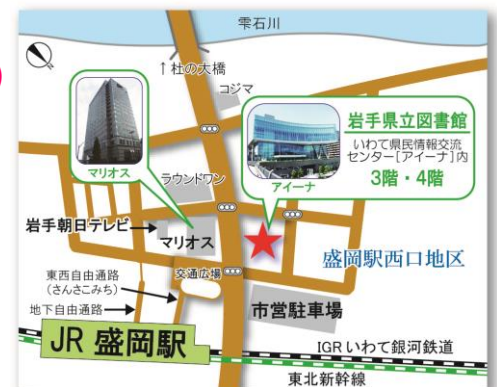 雫石川
↑杜の大橋
コジマ
マリオス
岩手県立図書館
いわて県民情報交流
センター[アイーナ]内
3階・4階
アイーナ
ラウンドワン
岩手朝日テレビ
マリオス
盛岡駅西口地区
東西自由通路
(さんさこみち)
交通広場
地下自由通路
市営駐車場
JR 盛岡駅
IGRいわて銀河鉄道
東北新幹線